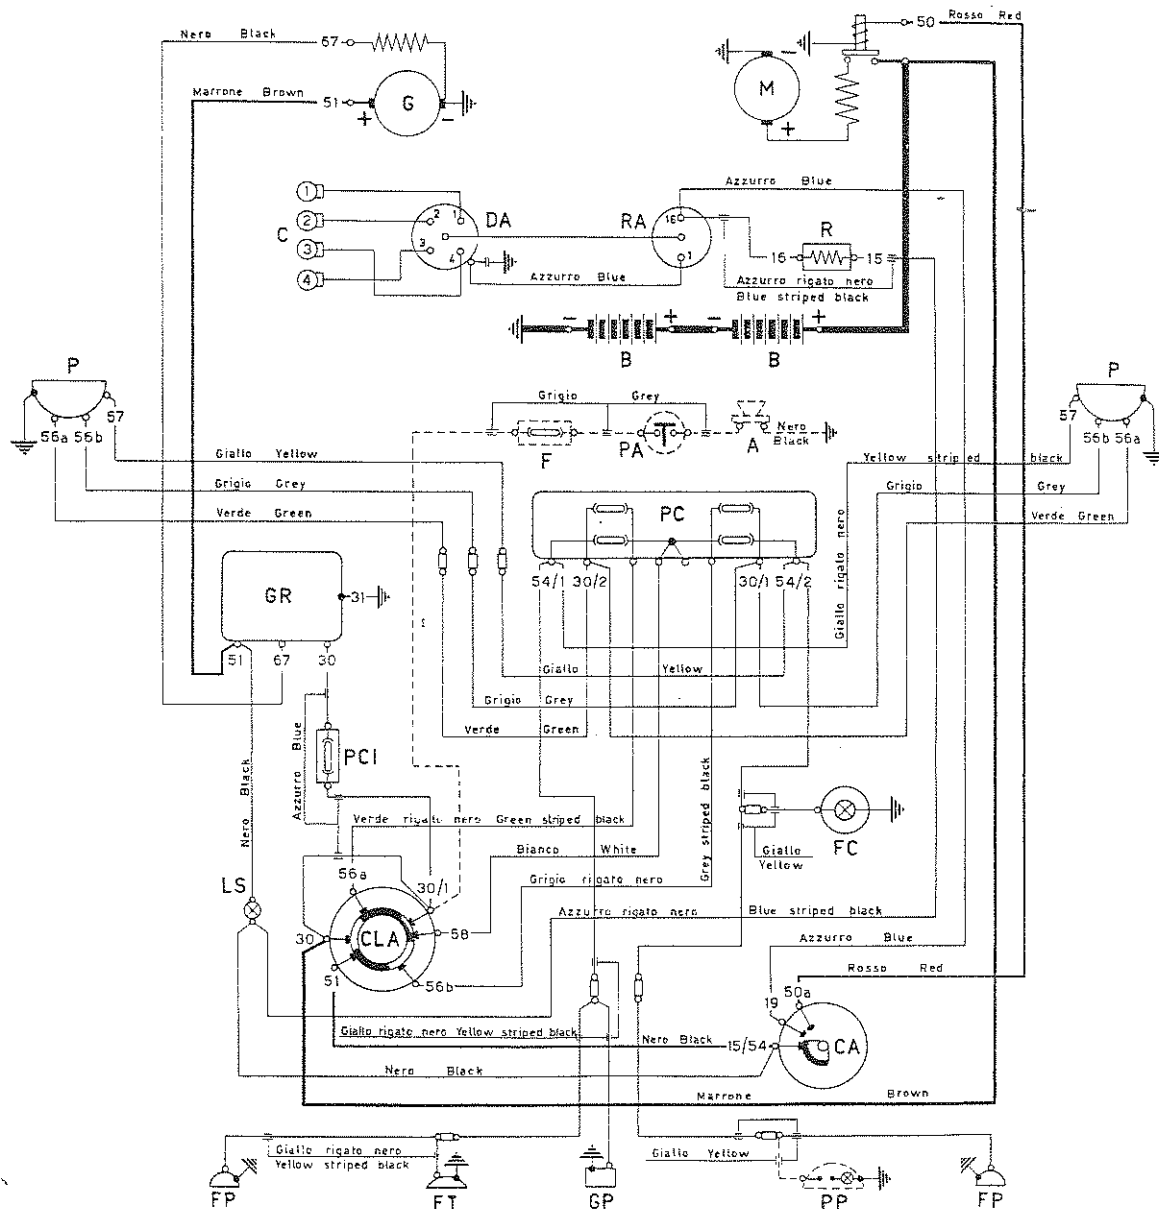 Rosso Red
50
Nero Black
67
M
Marrone Brown
51
G
+
-
-
+
Azzurro Blue
1
2
3
4
C
2
1
3
4
DA
RA
16
1
R
16
15
Azzurro Blue
Azzurro rigato nero
Blue striped black
-
+
-
+
B
B
P
57
56a
56b
Grigio Grey
F
PA
A
Nero
Black
P
57
56b
56a
Giallo Yellow
Grigio Grey
Verde Green
Yellow striped black
Grigio Grey
Verde Green
PC
54/1
30/2
30/1
54/2
Giallo rigato nero
GR
31
51
67
30
Giallo Yellow
Grigio Grey
Verde Green
Azzurro Blue
PCI
Nero Black
Verde rigato nero Green striped black
Grey striped black
FC
Giallo
Yellow
Bianco White
56a
30/1
Grigio rigato nero
LS
Azzurro rigato nero Blue striped black
30
CLA
58
51
56b
Azzurro Blue
Rosso Red
50a
19
Giallo rigato nero Yellow striped black
Nero Black
15/54
CA
Nero Black
Marrone Brown
Giallo rigato nero
Yellow striped black
Giallo Yellow
FP
FT
GP
PP
FP